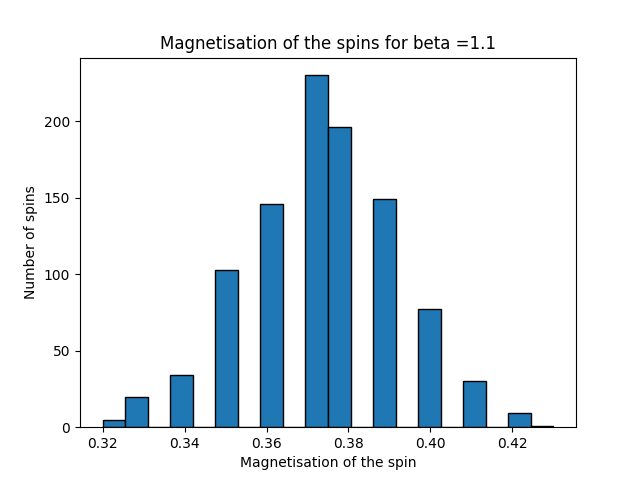 Magnetisation of the spins for beta =1.1
Number of spins
200
150
100
50
0
0.32 0.34 0.36 0.38 0.40 0.42
Magnetisation of the spin